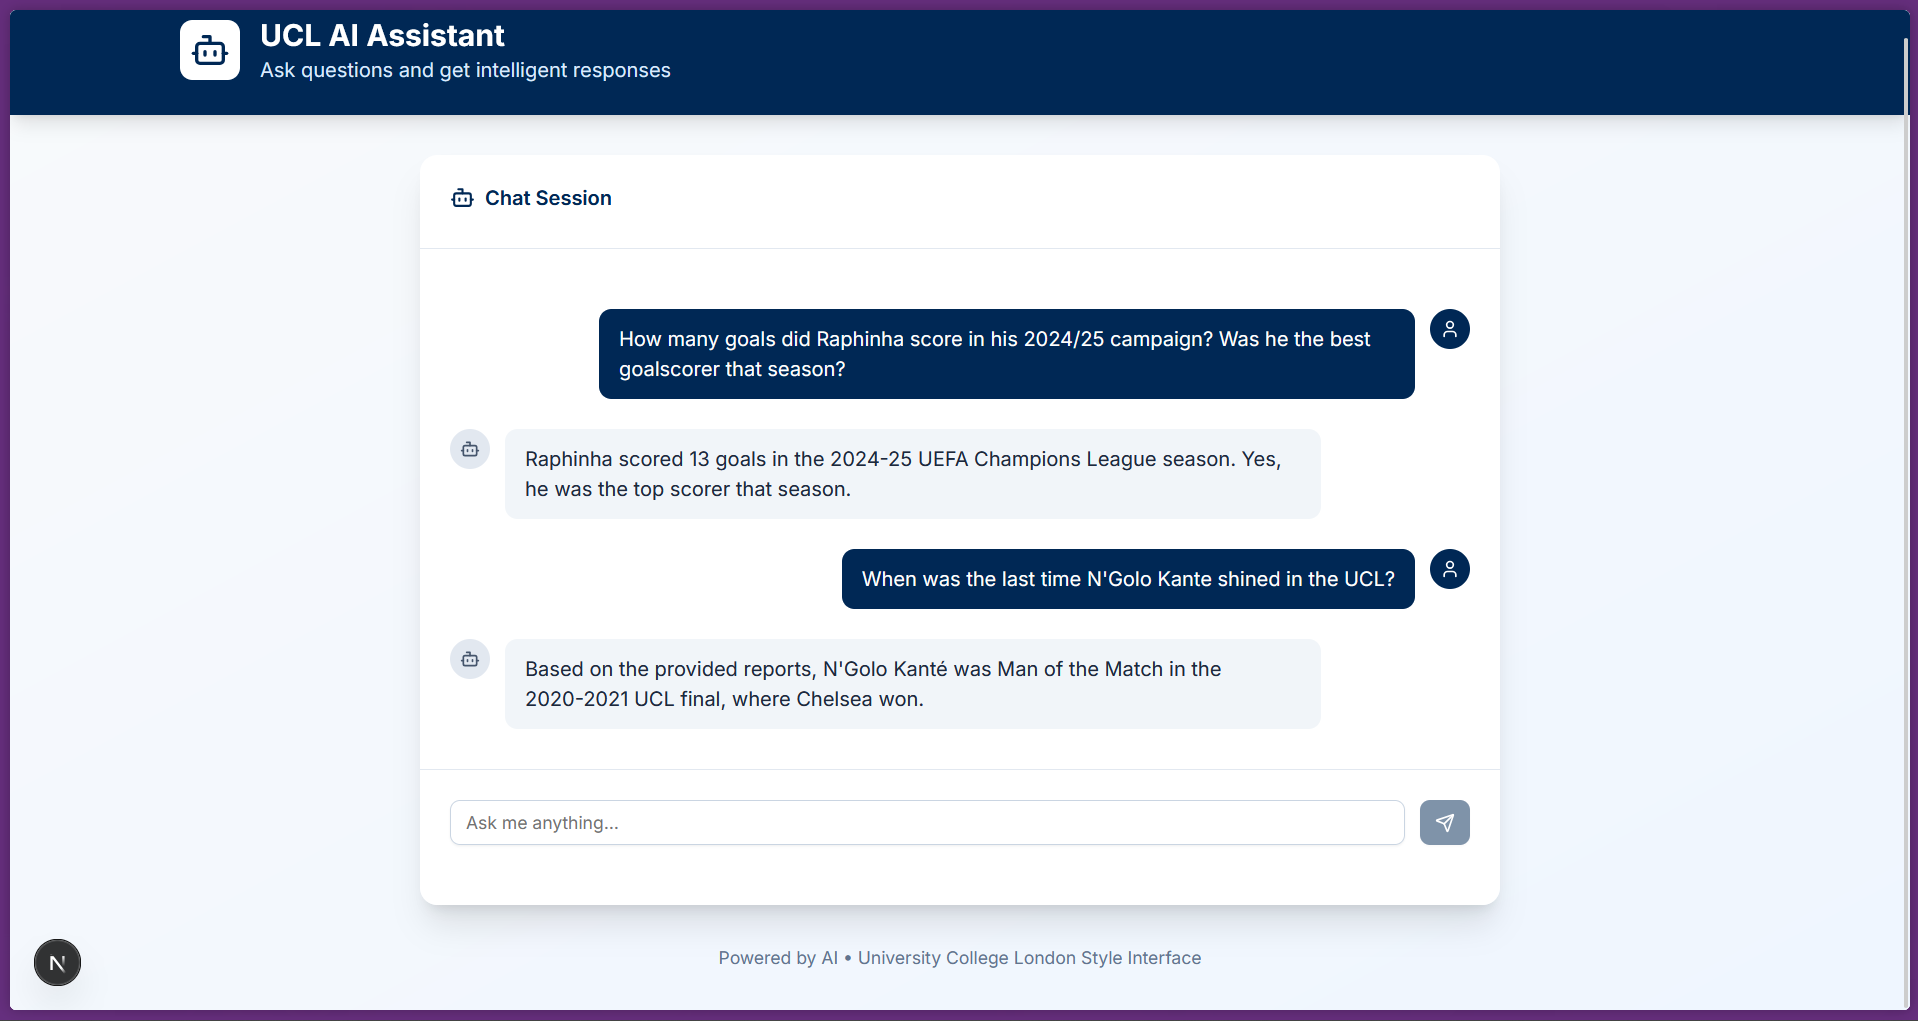 UCL AI Assistant
Ask questions and get intelligent responses
Chat Session
How many goals did Raphinha score in his 2024/25 campaign? Was he the best
goalscorer that season?
Raphinha scored 13 goals in the 2024-25 UEFA Champions League season. Yes,
he was the top scorer that season.
When was the last time N'Golo Kante shined in the UCL?
Based on the provided reports, N'Golo Kanté was Man of the Match in the
2020-2021 UCL final, where Chelsea won.
Ask me anything...
N
Powered by AI • University College London Style Interface